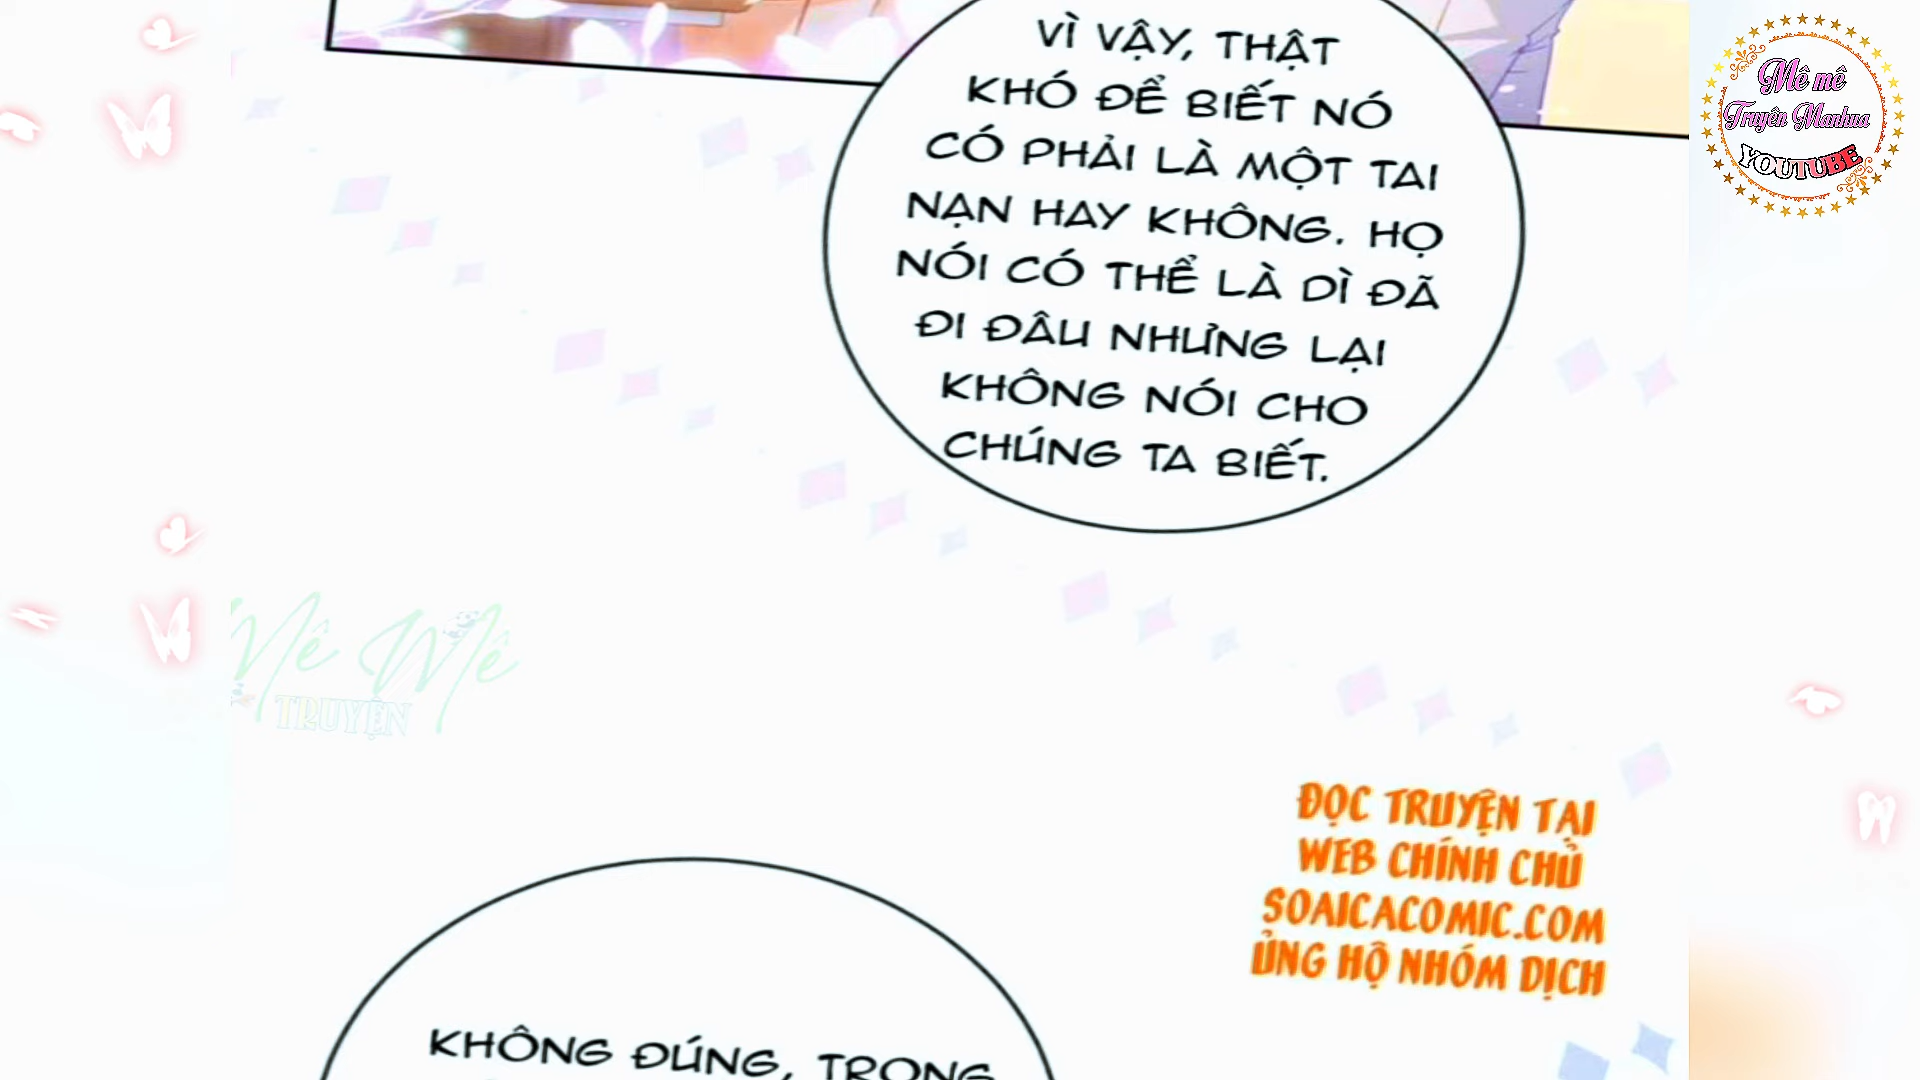 VÌ VẬY, THẬT
KHÓ ĐỂ BIẾT NÓ
CÓ PHẢI LÀ MỘT TAI
NẠN HAY KHÔNG. HỌ
NÓI CÓ THỂ LÀ DÌ ĐÃ
ĐI ĐÂU NHƯNG LẠI
KHÔNG NÓI CHO
CHÚNG TA BIẾT.
Mê mê
Truyện Manhua
YOUTUBE
Mê Mê
TRUYỆN
ĐỌC TRUYỆN TẠI
WEB CHÍNH CHỦ
SOAICACOMIC.COM
ỦNG HỘ NHÓM DỊCH
KHÔNG ĐÚNG, TRONG